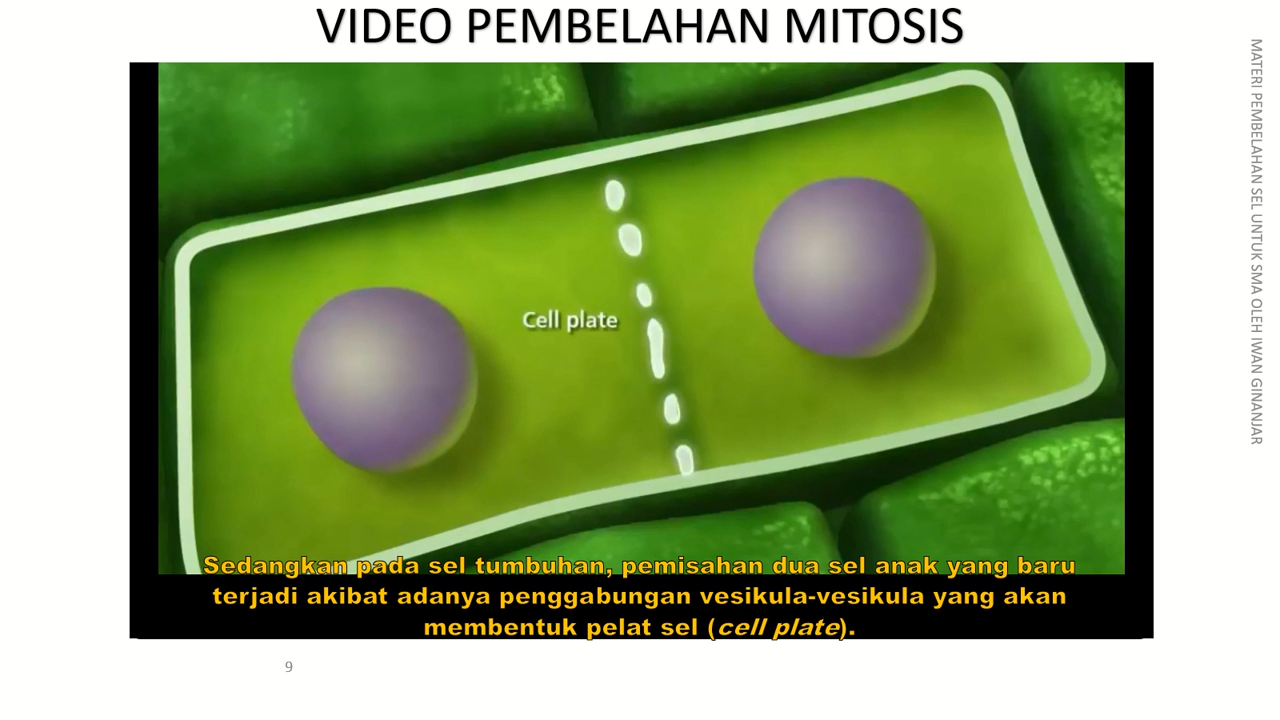 VIDEO PEMBELAHAN MITOSIS
Cell plate
Sedangkan pada sel tumbuhan, pemisahan dua sel anak yang baru
terjadi akibat adanya penggabungan vesikula-vesikula yang akan
membentuk pelat sel (cell plate).
MATERI PEMBELAHAN SEL UNTUK SMA OLEH IWAN GINANJAR
9